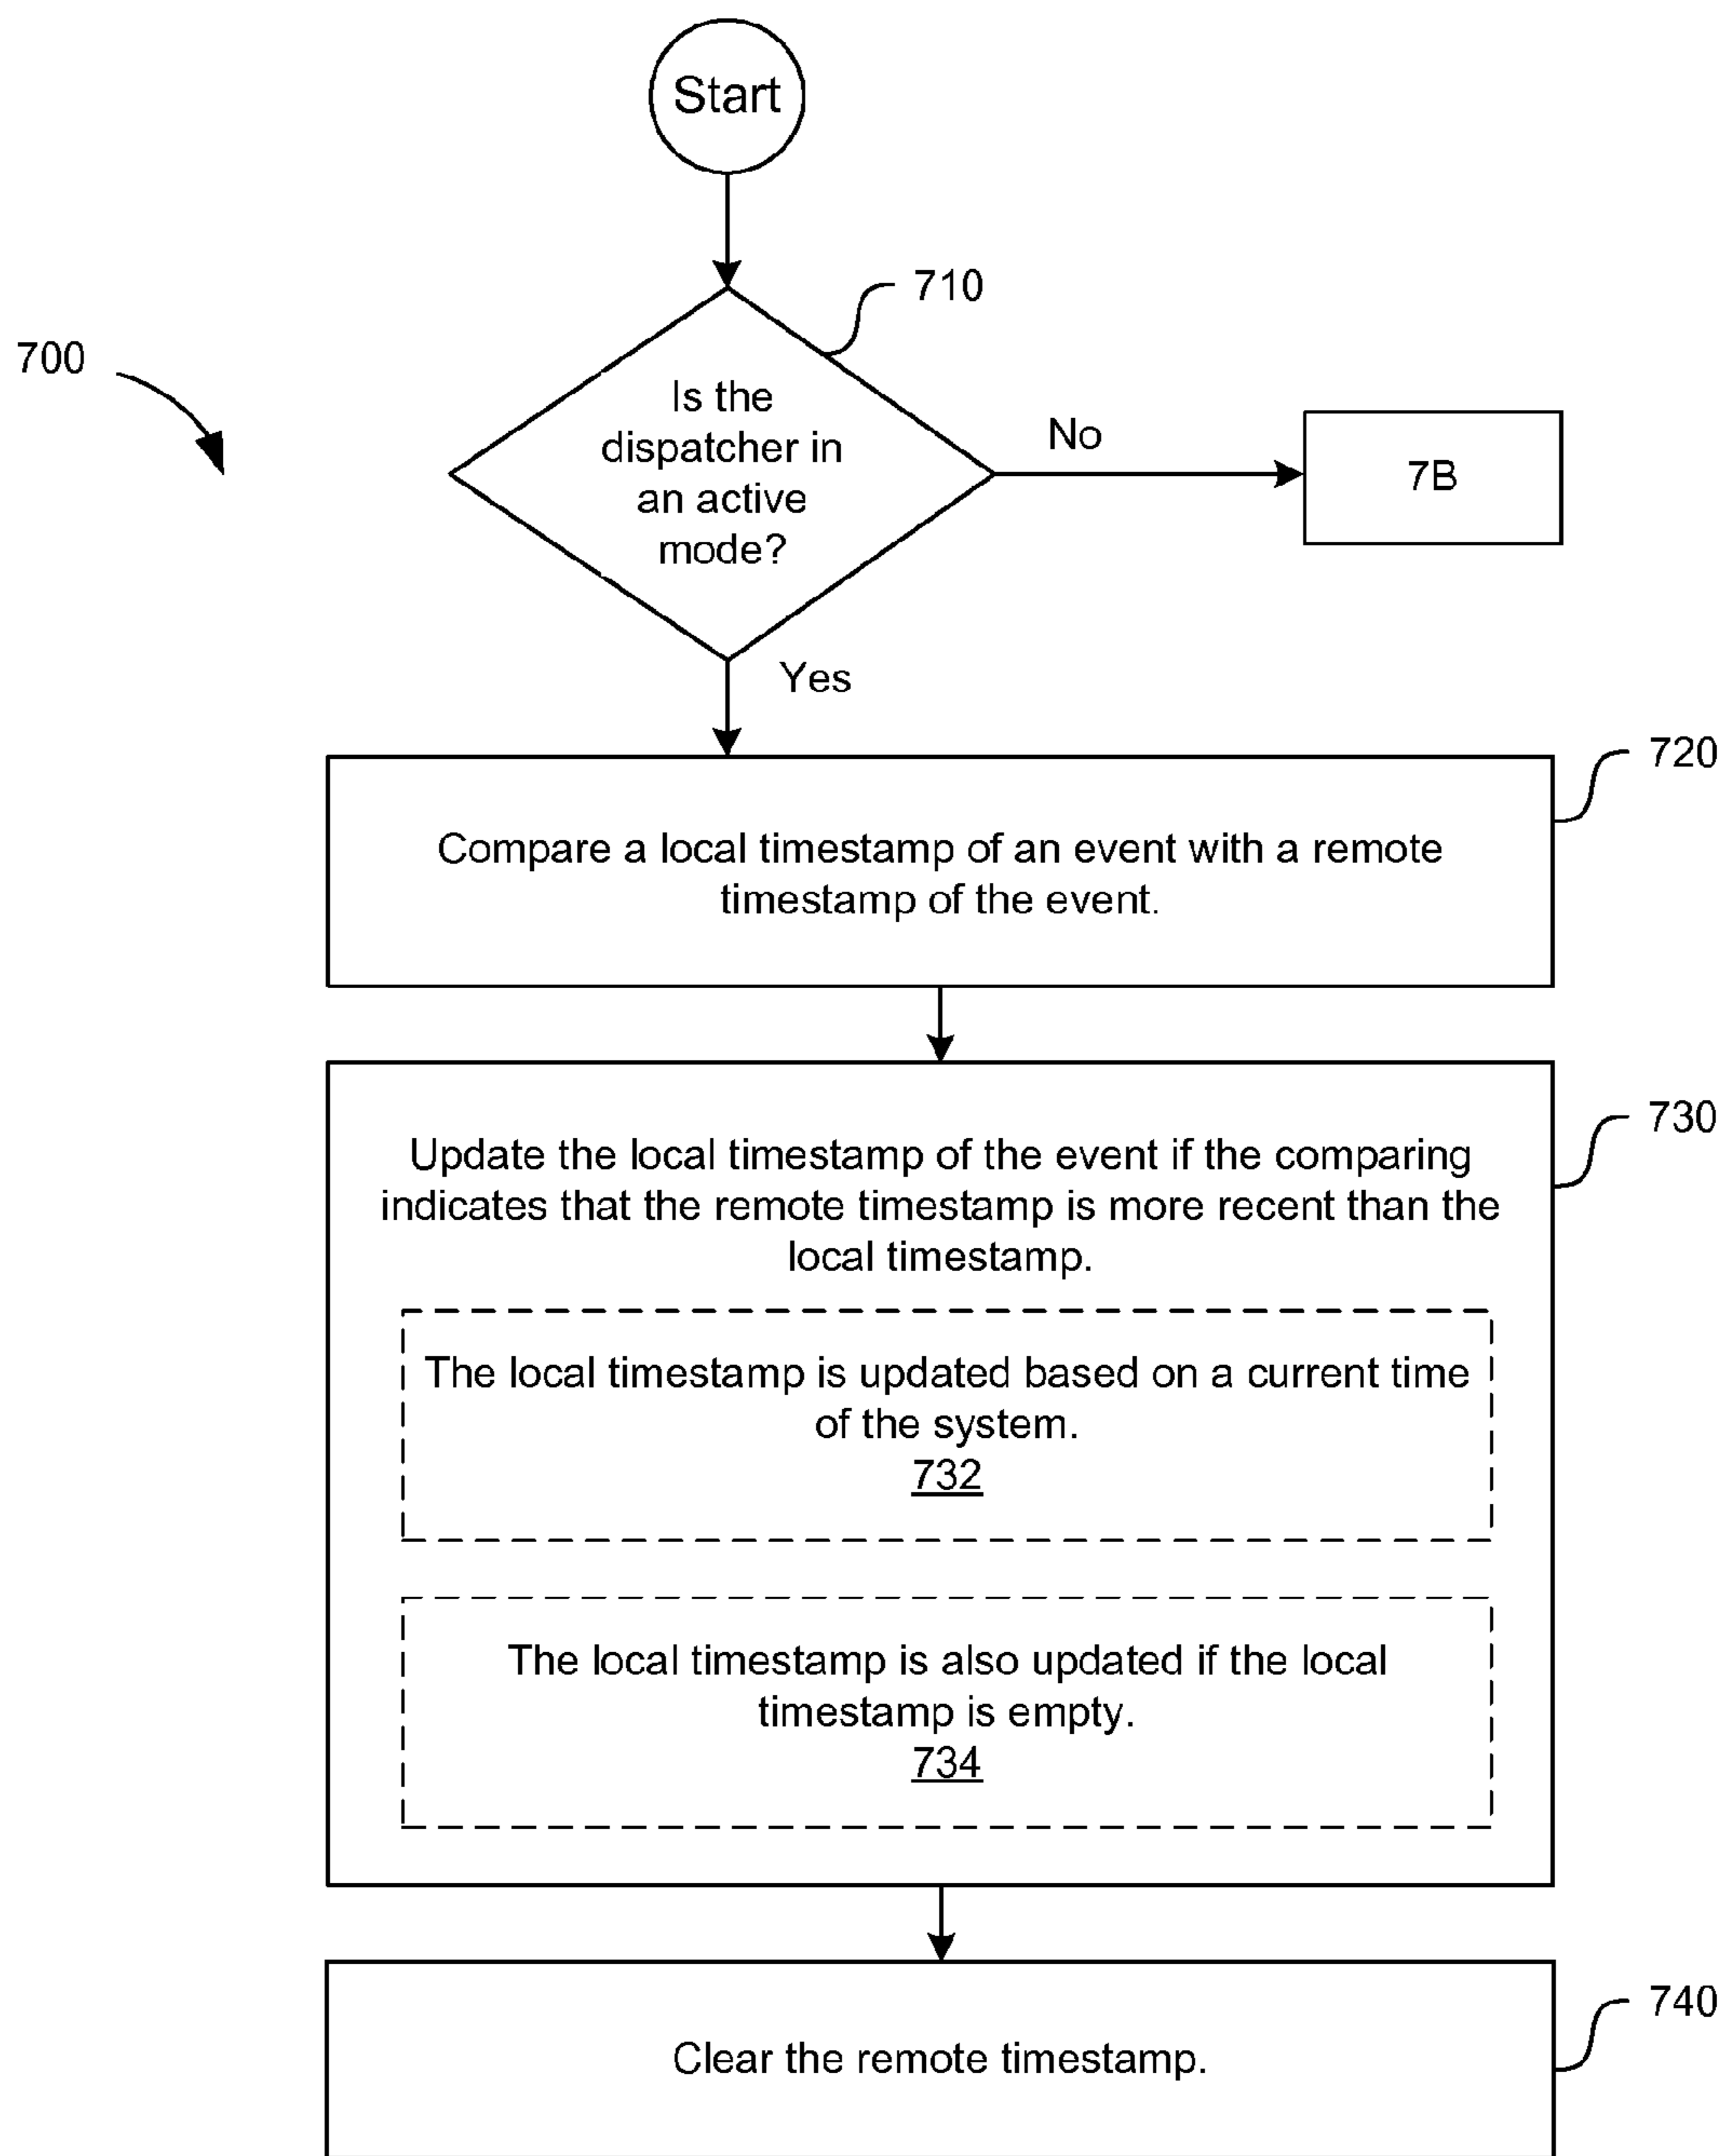 Start
710
700
Is the
dispatcher in
an active
mode?
No
7B
Yes
720
Compare a local timestamp of an event with a remote
timestamp of the event.
730
Update the local timestamp of the event if the comparing
indicates that the remote timestamp is more recent than the
local timestamp.
The local timestamp is updated based on a current time
of the system.
732
The local timestamp is also updated if the local
timestamp is empty.
734
740
Clear the remote timestamp.